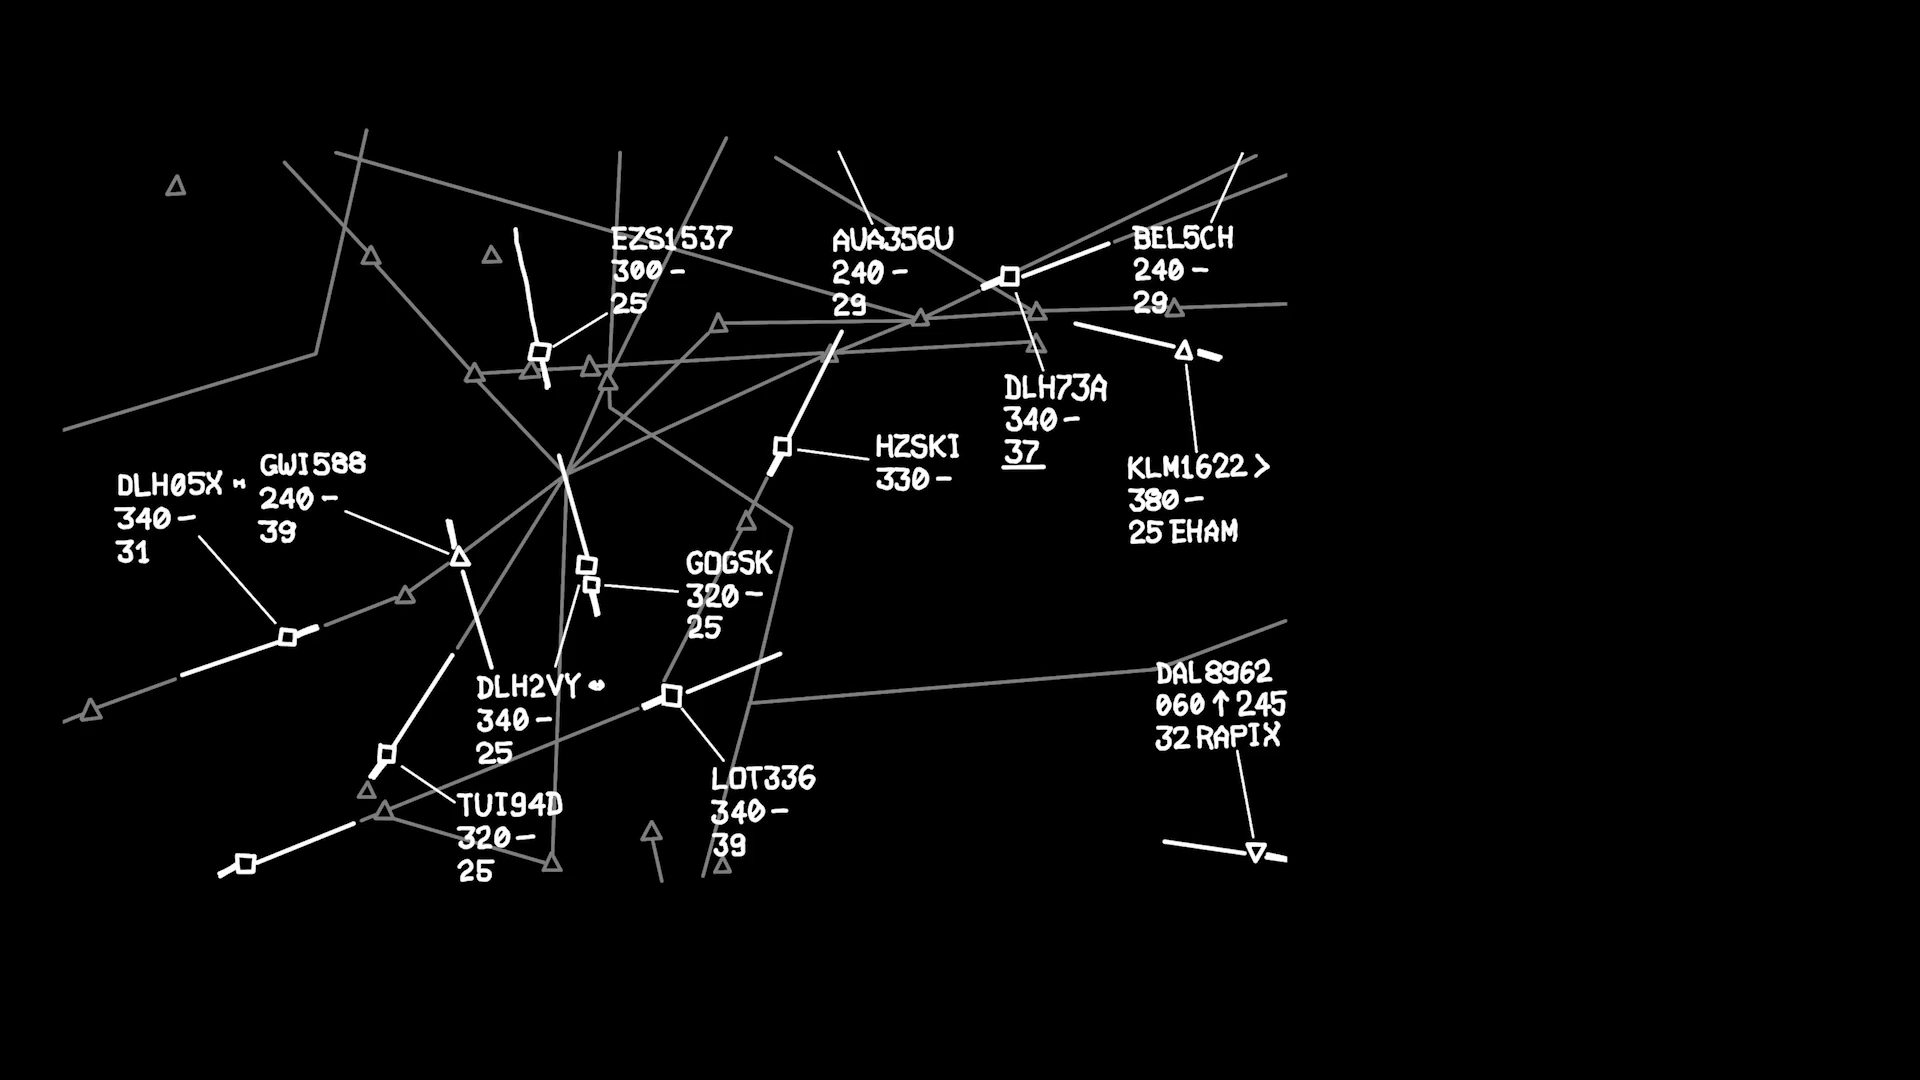 EZS1537
300 -
25
AUA356U
240 -
29
BEL5CH
240 -
29
DLH73A
340 -
37
HZSKI
330 -
KLM1622 >
380 -
25 EHAM
DLH05X
340 -
31
GWI588
240 -
39
GOGSK
320 -
25
DLH2VY
340 -
25
DAL8962
060 ↑ 245
32 RAPIX
LOT336
340 -
39
TUI94D
320 -
25